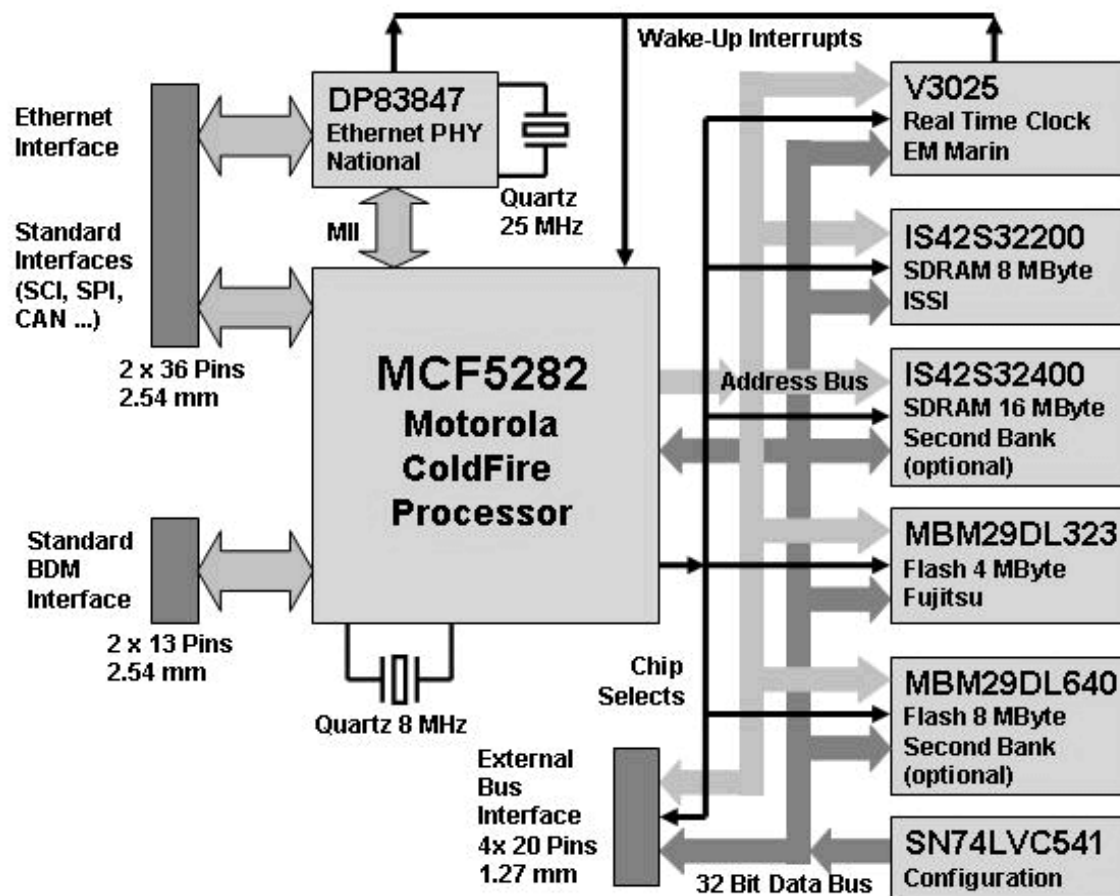 Wake-Up Interrupts
Ethernet
Interface
DP83847
Ethernet PHY
National
Quartz
25 MHz
V3025
Real Time Clock
EM Marin
MII
Standard
Interfaces
(SCI, SPI,
CAN ...)
2 x 36 Pins
2.54 mm
IS42S32200
SDRAM 8 MByte
ISSI
MCF5282
Motorola
ColdFire
Processor
Address Bus
IS42S32400
SDRAM 16 MByte
Second Bank
(optional)
Standard
BDM
Interface
2 x 13 Pins
2.54 mm
MBM29DL323
Flash 4 MByte
Fujitsu
Quartz 8 MHz
Chip
Selects
MBM29DL640
Flash 8 MByte
Second Bank
(optional)
External
Bus
Interface
4x 20 Pins
1.27 mm
32 Bit Data Bus
SN74LVC541
Configuration